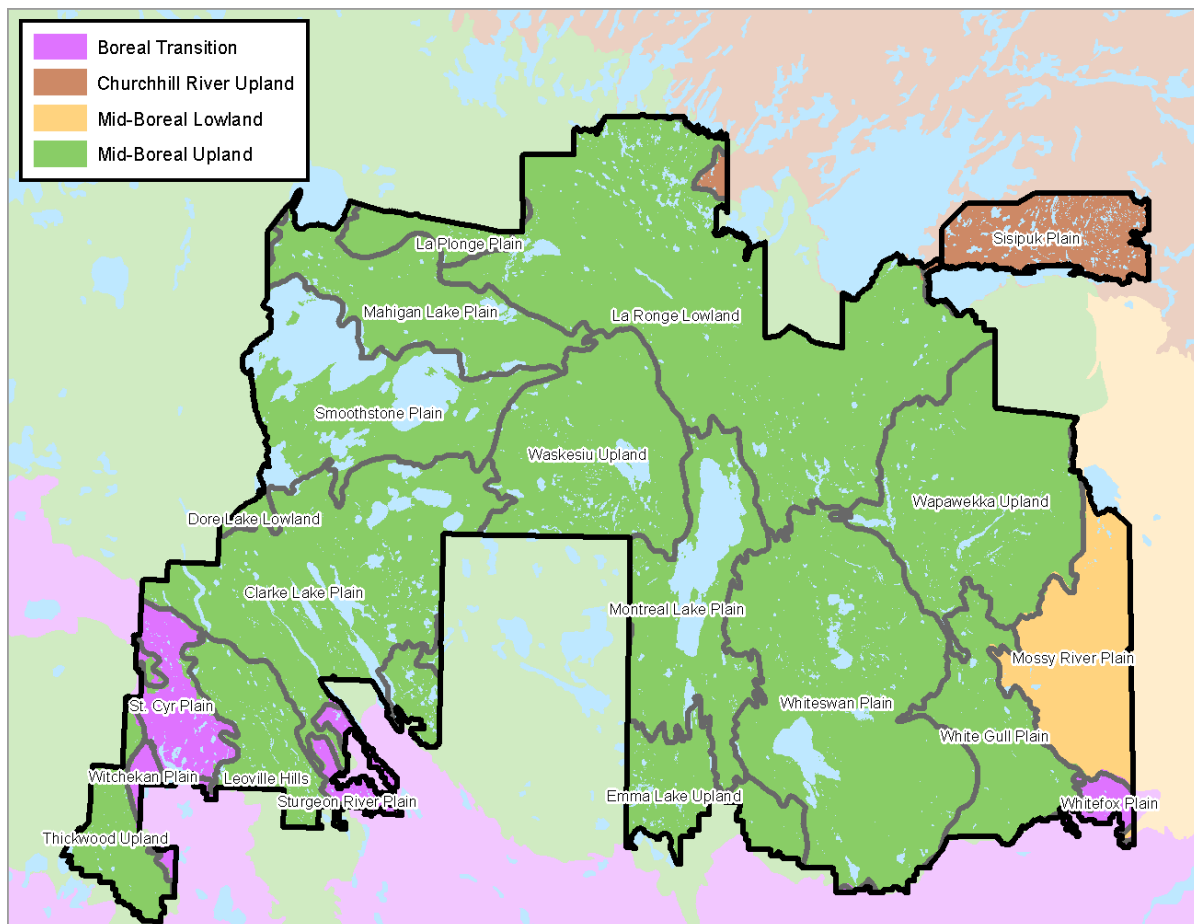 Boreal Transition
Churchhill River Upland
Mid-Boreal Lowland
Mid-Boreal Upland
Sisipuk Plain
La Plonge Plain
Mahigan Lake Plain
La Ronge Lowland
Smoothstone Plain
Waskesiu Upland
Wapawekka Upland
Dore Lake Lowland
Clarke Lake Plain
Montreal Lake Plain
Mossy River Plain
St. Cyr Plain
Whiteswan Plain
White Gull Plain
Witchekan Plain
Leoville Hills
Sturgeon River Plain
Emma Lake Upland
Whitefox Plain
Thickwood Upland